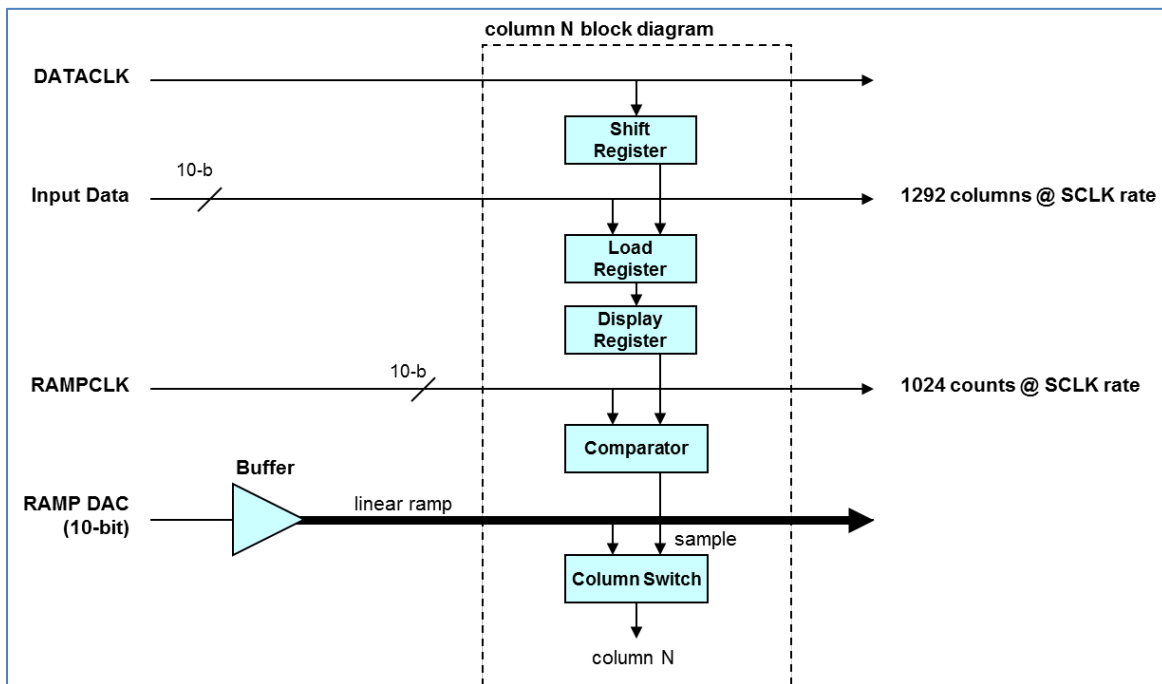 column N block diagram
DATACLK
Shift
Register
10-b
Input Data
1292 columns @ SCLK rate
Load
Register
Display
Register
10-b
RAMPCLK
1024 counts @ SCLK rate
Comparator
Buffer
RAMP DAC
(10-bit)
linear ramp
sample
Column Switch
column N